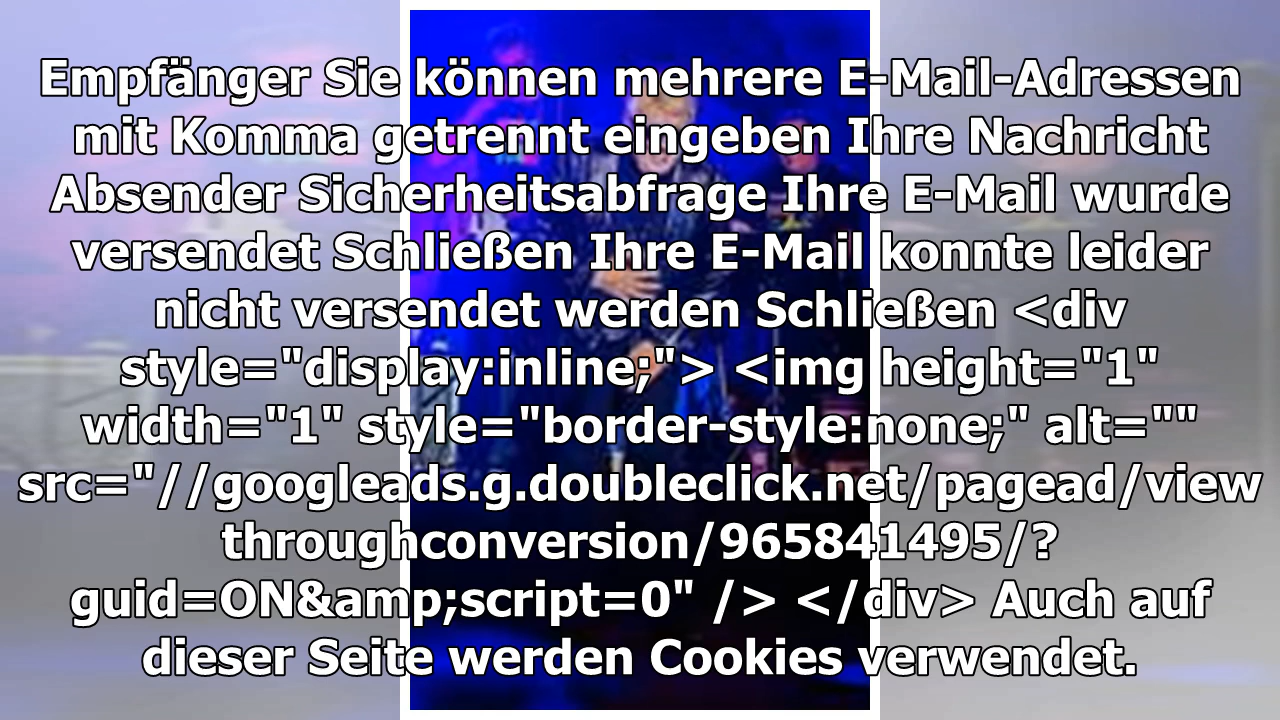 Empfänger Sie können mehrere E-Mail-Adressen
mit Komma getrennt eingeben Ihre Nachricht
Absender Sicherheitsabfrage Ihre E-Mail wurde
versendet Schließen Ihre E-Mail konnte leider
nicht versendet werden Schließen <div
style="display:inline;"> <img height="1"
width="1" style="border-style:none;" alt=""
src="//googleads.g.doubleclick.net/pagead/view
throughconversion/965841495/?
guid=ON&amp;script=0" /> </div> Auch auf
dieser Seite werden Cookies verwendet.